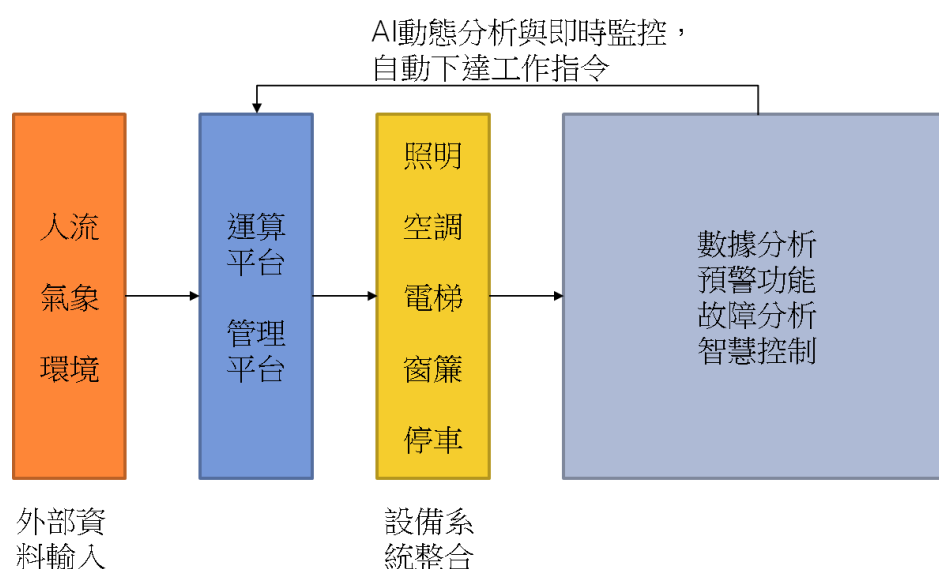 AI動態分析與即時監控，
自動下達工作指令
人流
氣象
環境
運算
平台
管理
平台
照明
空調
電梯
窗簾
停車
數據分析
預警功能
故障分析
智慧控制
外部資
料輸入
設備系
統整合